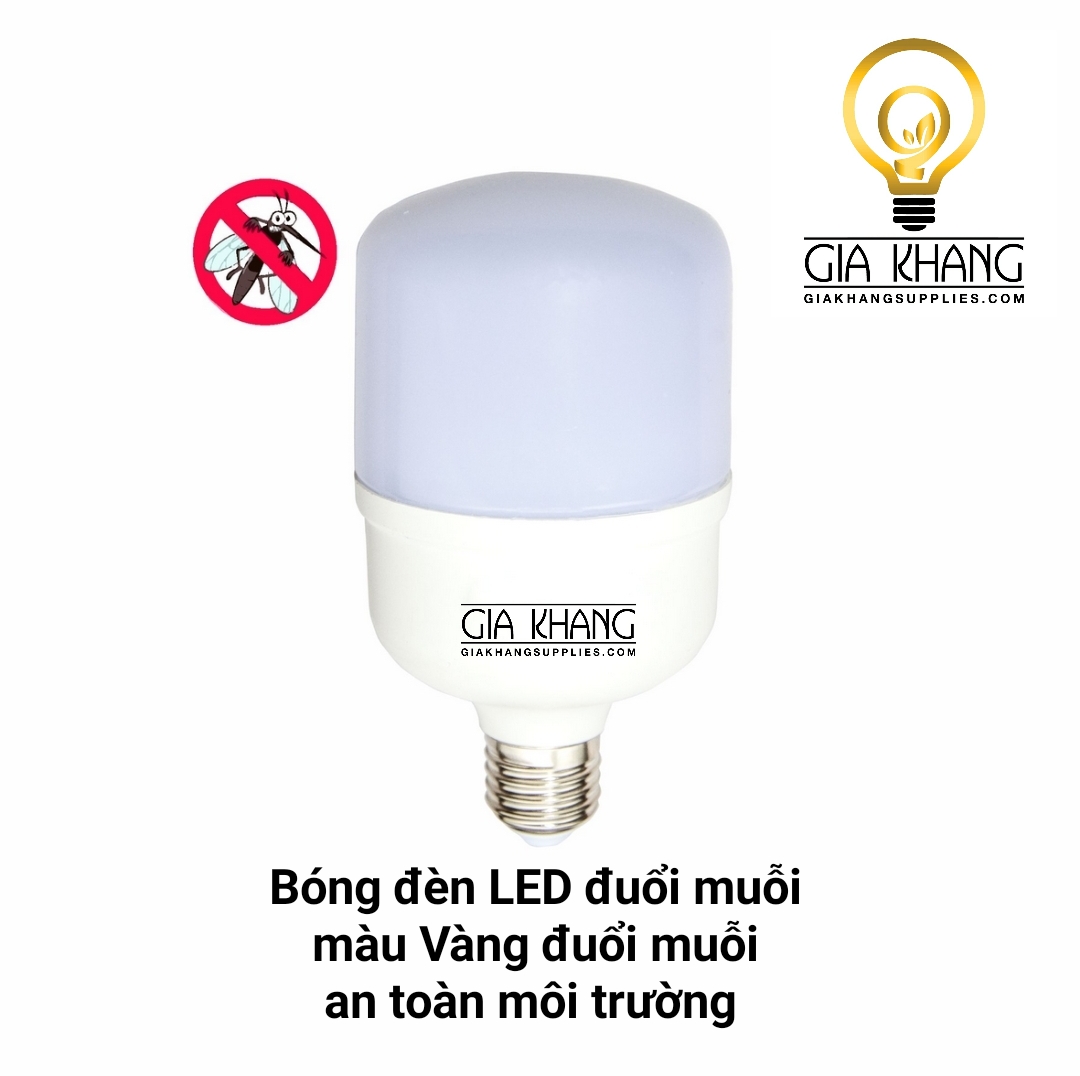 GIA KHANG
GIAKHANGSUPPLIES.COM
GIA KHANG
GIAKHANGSUPPLIES.COM
Bóng đèn LED đuổi muỗi
màu Vàng đuổi muỗi
an toàn môi trường